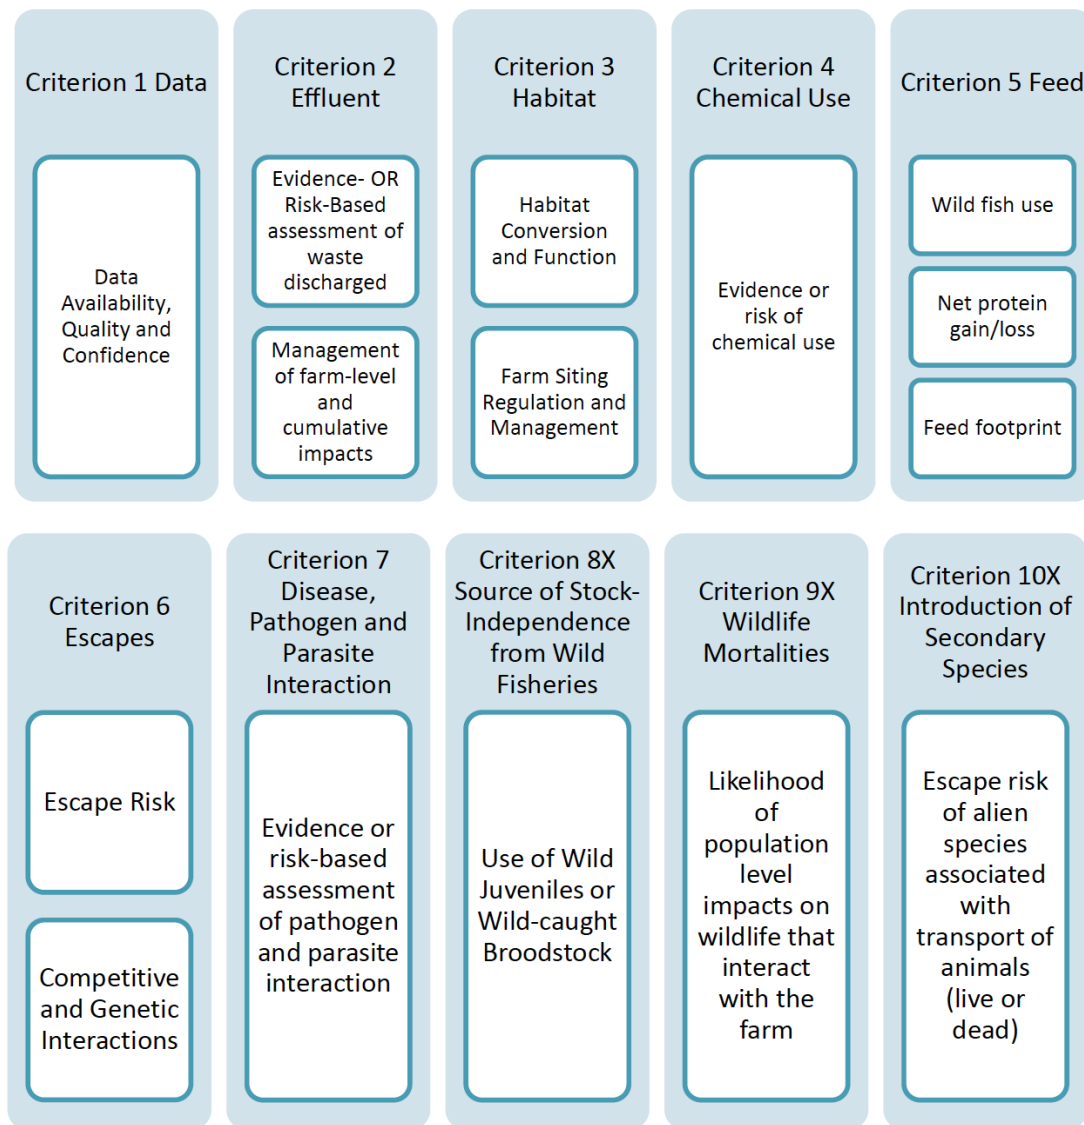 Criterion 1 Data
Data
Availability,
Quality and
Confidence
Criterion 2
Effluent
Evidence- OR
Risk-Based
assessment of
waste
discharged
Management
of farm-level
and
cumulative
impacts
Criterion 3
Habitat
Habitat
Conversion
and Function
Farm Siting
Regulation and
Management
Criterion 4
Chemical Use
Evidence or
risk of
chemical use
Criterion 5 Feed
Wild fish use
Net protein
gain/loss
Feed footprint
Criterion 6
Escapes
Escape Risk
Competitive
and Genetic
Interactions
Criterion 7
Disease,
Pathogen and
Parasite
Interaction
Evidence or
risk-based
assessment
of pathogen
and parasite
interaction
Criterion 8X
Source of Stock-
Independence
from Wild
Fisheries
Use of Wild
Juveniles or
Wild-caught
Broodstock
Criterion 9X
Wildlife
Mortalities
Likelihood
of
population
level
impacts on
wildlife that
interact
with the
farm
Criterion 10X
Introduction of
Secondary
Species
Escape risk
of alien
species
associated
with
transport of
animals
(live or
dead)